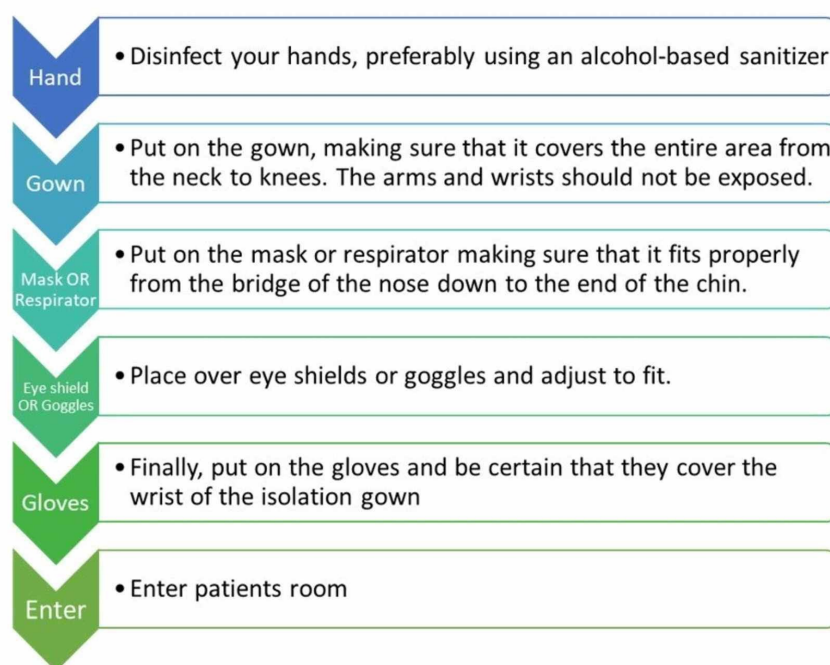 Hand
• Disinfect your hands, preferably using an alcohol-based sanitizer
Gown
• Put on the gown, making sure that it covers the entire area from
the neck to knees. The arms and wrists should not be exposed.
Mask OR
Respirator
• Put on the mask or respirator making sure that it fits properly
from the bridge of the nose down to the end of the chin.
Eye shield
OR Goggles
• Place over eye shields or goggles and adjust to fit.
Gloves
• Finally, put on the gloves and be certain that they cover the
wrist of the isolation gown
Enter
• Enter patients room